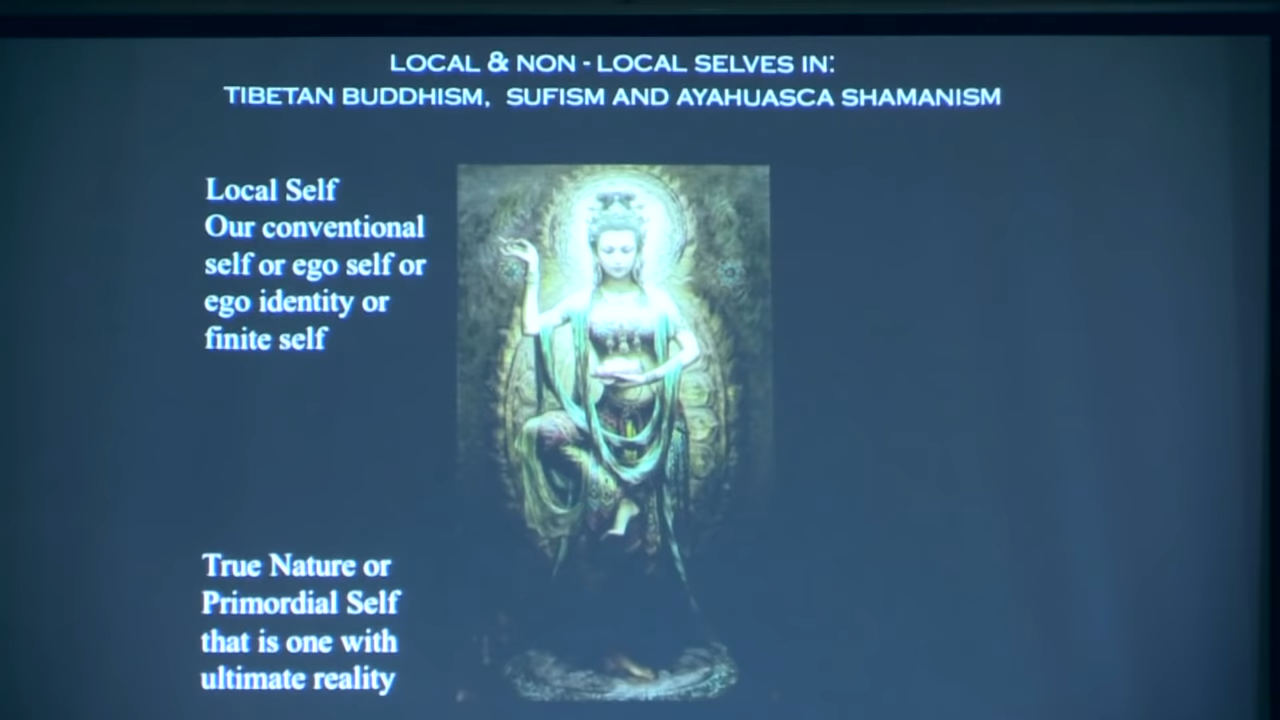 LOCAL & NON - LOCAL SELVES IN:
TIBETAN BUDDHISM, SUFISM AND AYAHUASCA SHAMANISM
Local Self
Our conventional
self or ego self or
ego identity or
finite self
True Nature or
Primordial Self
that is one with
ultimate reality